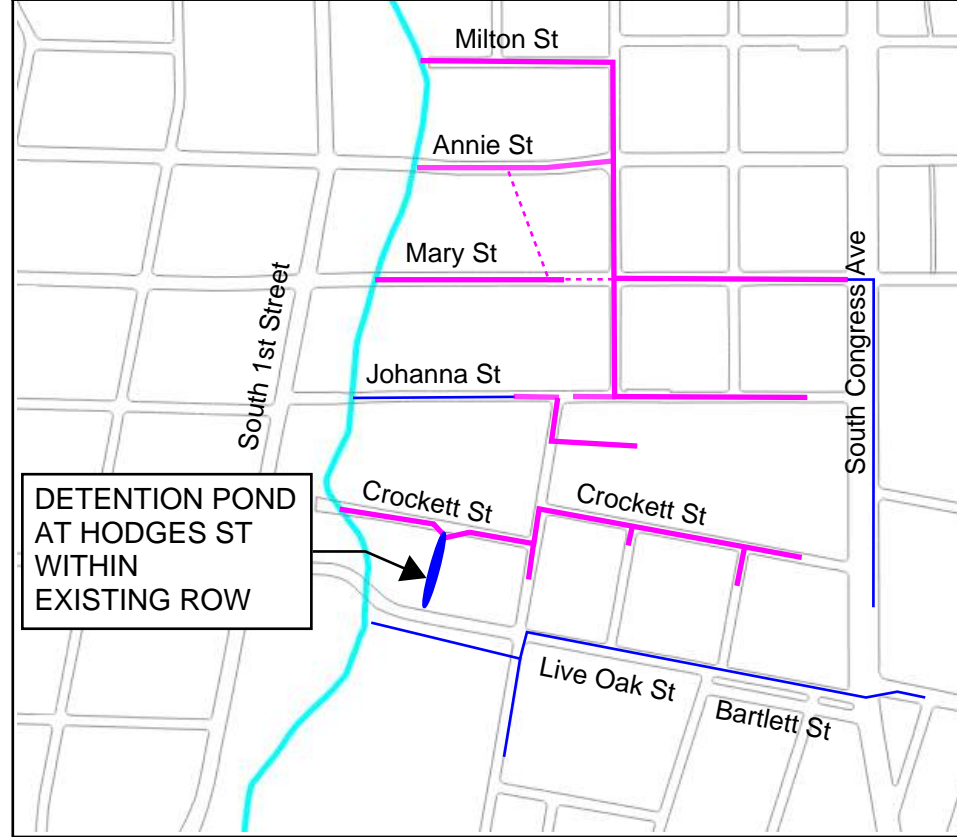 Milton St
Annie St
Mary St
South 1st Street
South Congress Ave
Johanna St
DETENTION POND
AT HODGES ST
WITHIN
EXISTING ROW
Crockett St
Crockett St
Live Oak St
Bartlett St